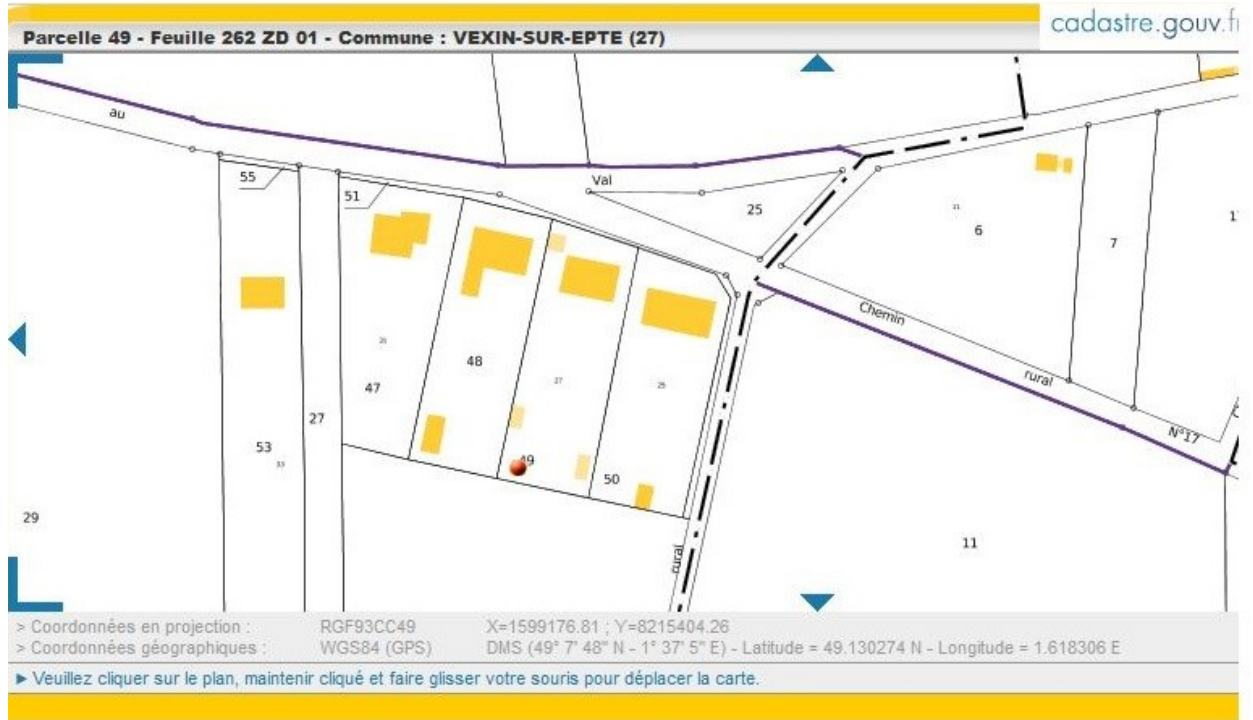 cadastre.gouv.fr
Parcelle 49 - Feuille 262 ZD 01 - Commune : VEXIN-SUR-EPTE (27)
au
Val
55
51
25
6
7
Chemin
rural
N°17
48
47
27
53
33
27
25
49
50
29
11
rural
> Coordonnées en projection : RGF93CC49 X=1599176.81 ; Y=8215404.26
> Coordonnées géographiques : WGS84 (GPS) DMS (49° 7' 48" N - 1° 37' 5" E) - Latitude = 49.130274 N - Longitude = 1.618306 E
► Veuillez cliquer sur le plan, maintenir cliqué et faire glisser votre souris pour déplacer la carte.